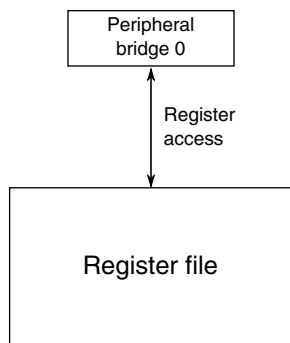 Peripheral
bridge 0
Register
access
Register file